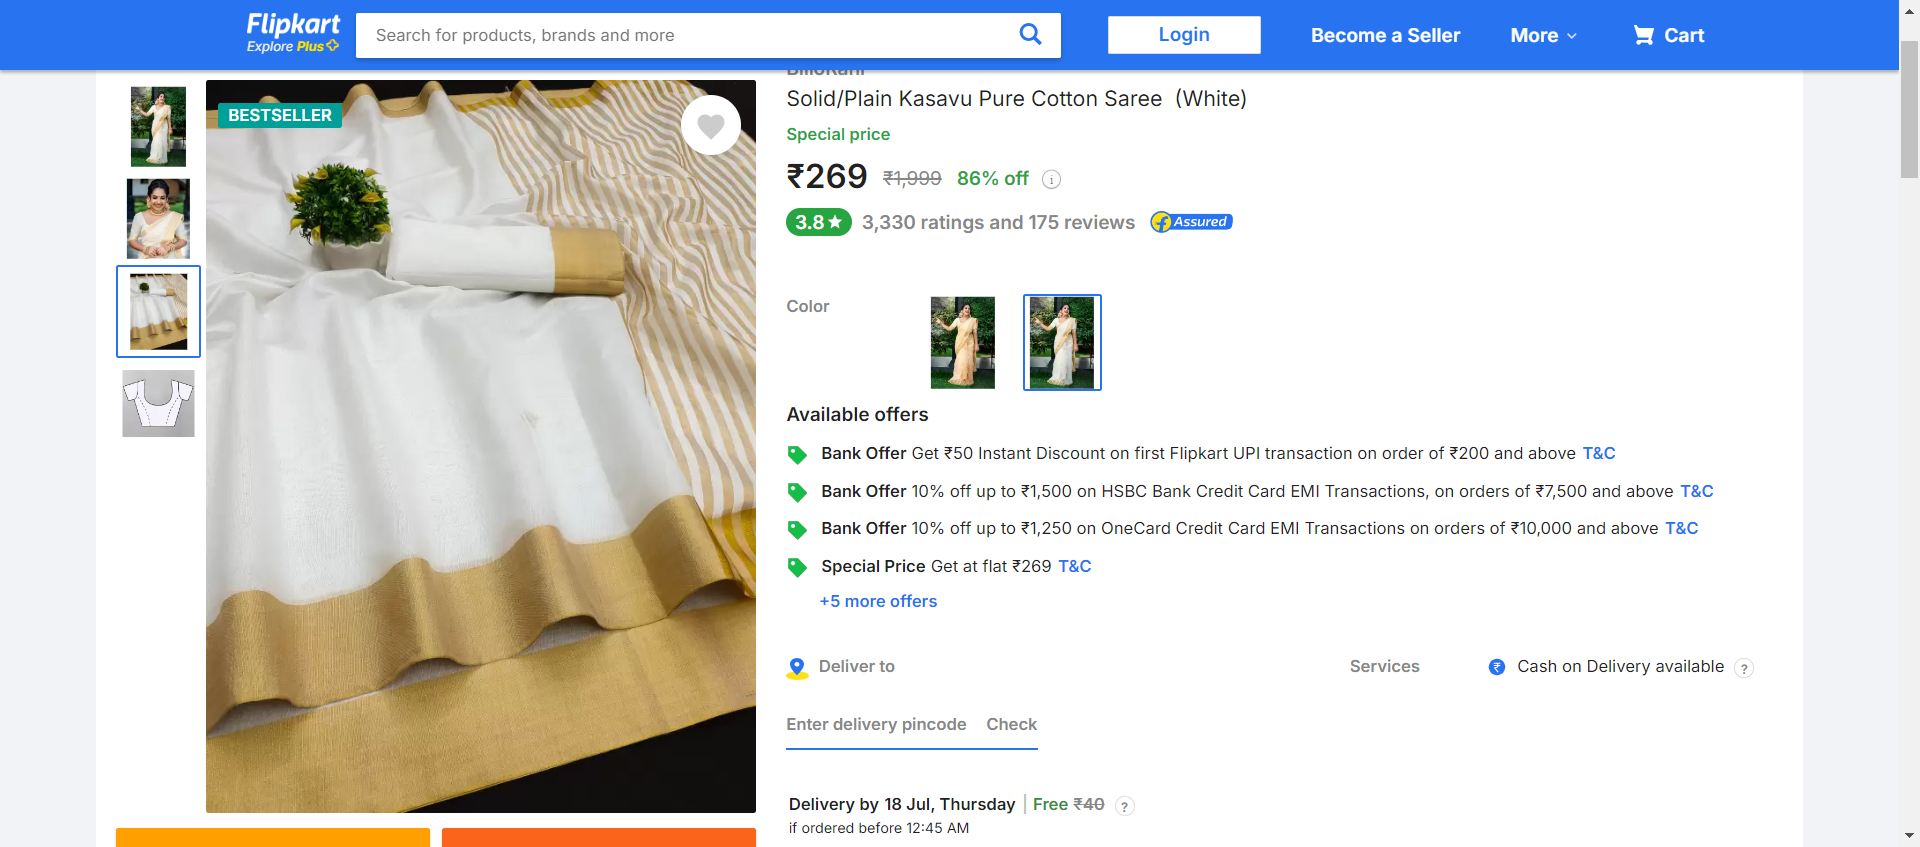 Flipkart
Explore Plus
Search for products, brands and more
Login
Become a Seller
More
Cart
BESTSELLER
Solid/Plain Kasavu Pure Cotton Saree (White)
Special price
₹269 ₹1,999 86% off
3.8 3,330 ratings and 175 reviews Assured
Color
Available offers
Bank Offer Get ₹50 Instant Discount on first Flipkart UPI transaction on order of ₹200 and above T&C
Bank Offer 10% off up to ₹1,500 on HSBC Bank Credit Card EMI Transactions, on orders of ₹7,500 and above T&C
Bank Offer 10% off up to ₹1,250 on OneCard Credit Card EMI Transactions on orders of ₹10,000 and above T&C
Special Price Get at flat ₹269 T&C
+5 more offers
Deliver to
Services
Cash on Delivery available ?
Enter delivery pincode Check
Delivery by 18 Jul, Thursday | Free ₹40 ?
if ordered before 12:45 AM